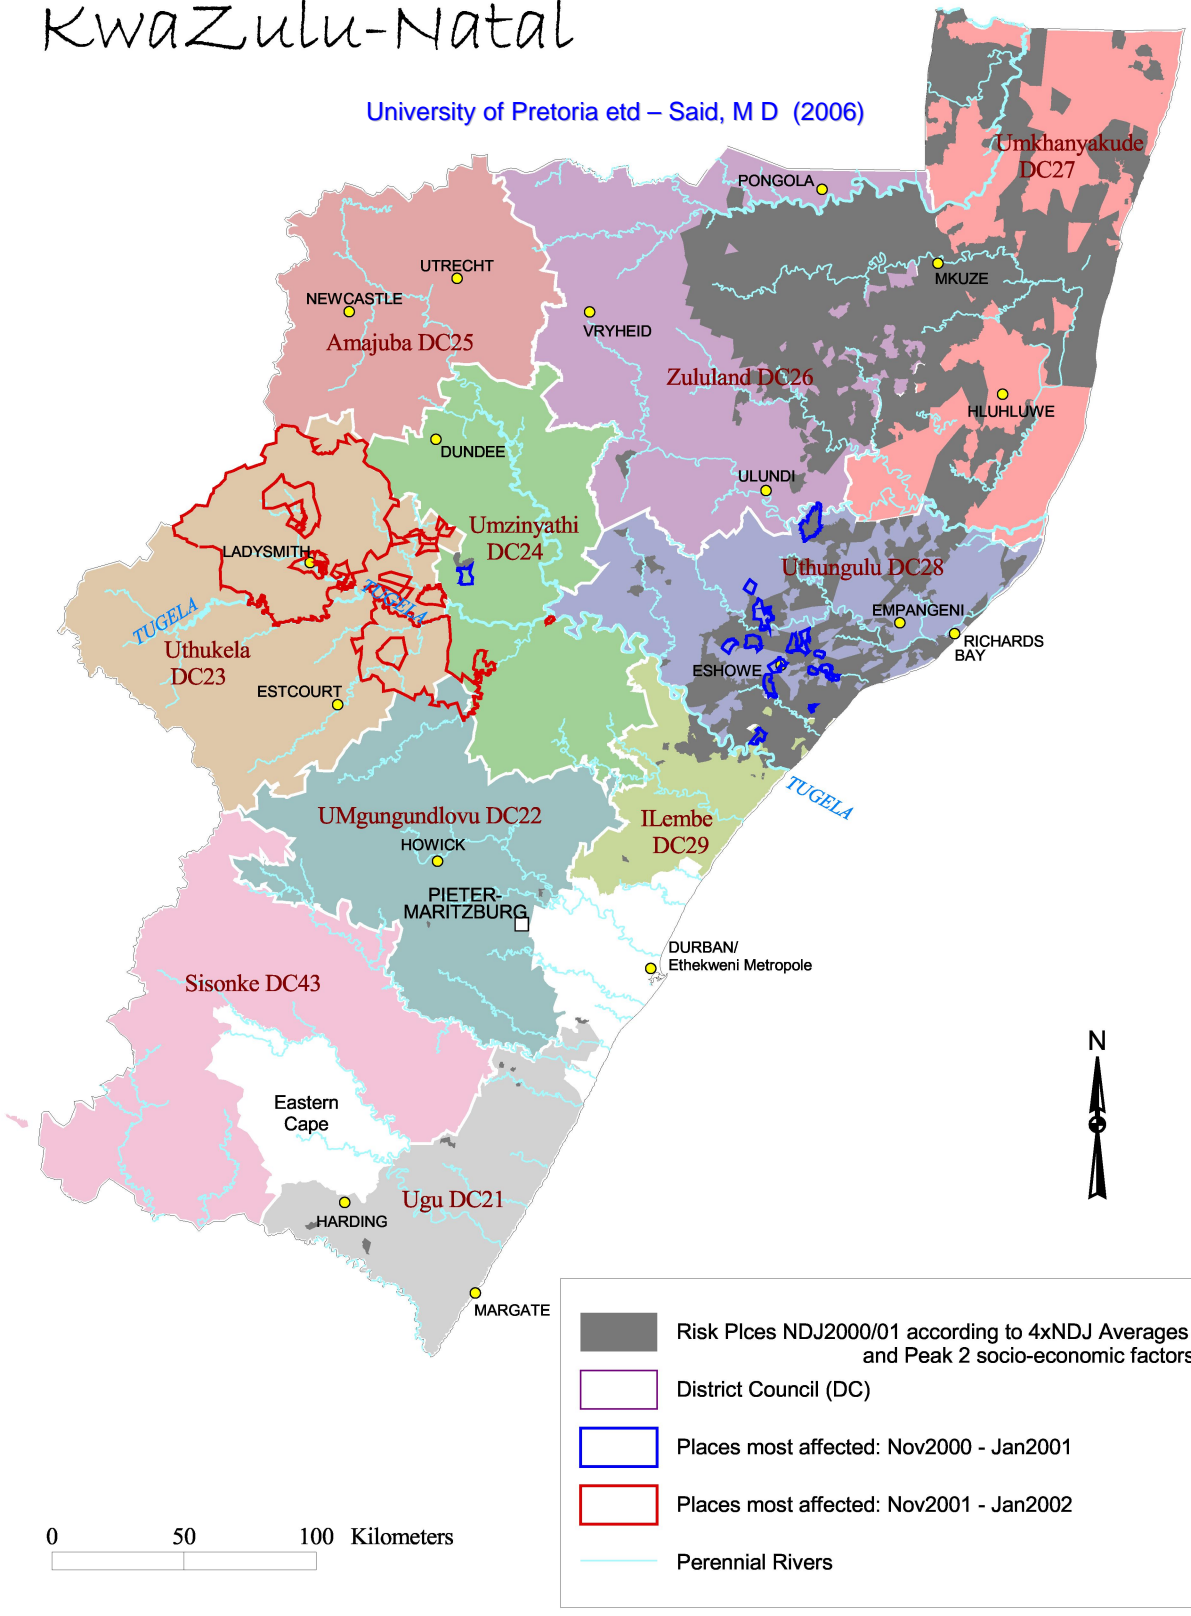 KwaZulu-Natal
University of Pretoria etd – Said, M D (2006)
Umkhanyakude
DC27
PONGOLA
UTRECHT
MKUZE
NEWCASTLE
VRYHEID
Amajuba DC25
Zululand DC26
HLUHLUWE
DUNDEE
ULUNDI
Umzinyathi
DC24
LADYSMITH
Uthungulu DC28
TUGELA
TUGELA
EMPANGENI
RICHARDS
BAY
Uthukela
DC23
ESHOWE
ESTCOURT
TUGELA
UMgungundlovu DC22
ILembe
DC29
HOWICK
PIETER-
MARITZBURG
DURBAN/
Ethekweni Metropole
Sisonke DC43
N
Eastern
Cape
Ugu DC21
HARDING
MARGATE
Risk Plces NDJ2000/01 according to 4xNDJ Averages
and Peak 2 socio-economic factors
District Council (DC)
Places most affected: Nov2000 - Jan2001
Places most affected: Nov2001 - Jan2002
Perennial Rivers
0 50 100 Kilometers